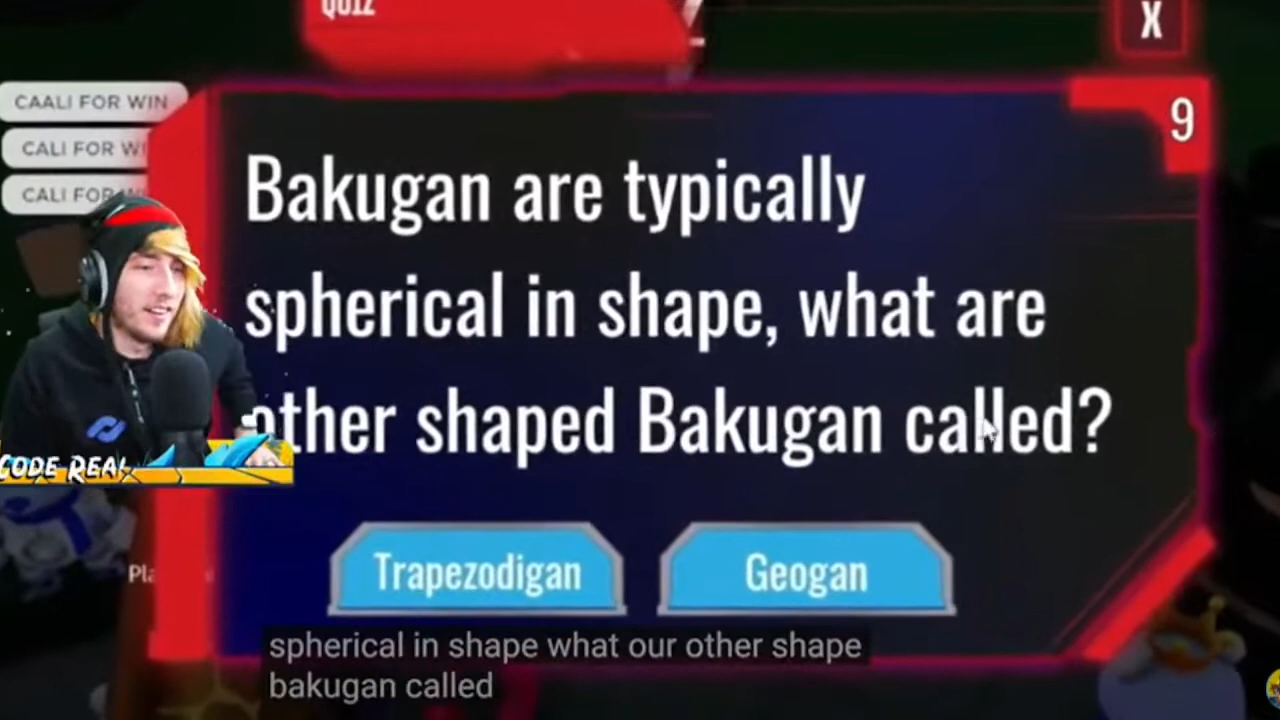 QUIZ
X
CAALI FOR WIN
CALI FOR WI
CALI FOR
9
Bakugan are typically
spherical in shape, what are
other shaped Bakugan called?
CODE REAL
Trapezodigan
Geogan
Pla
spherical in shape what our other shape
bakugan called